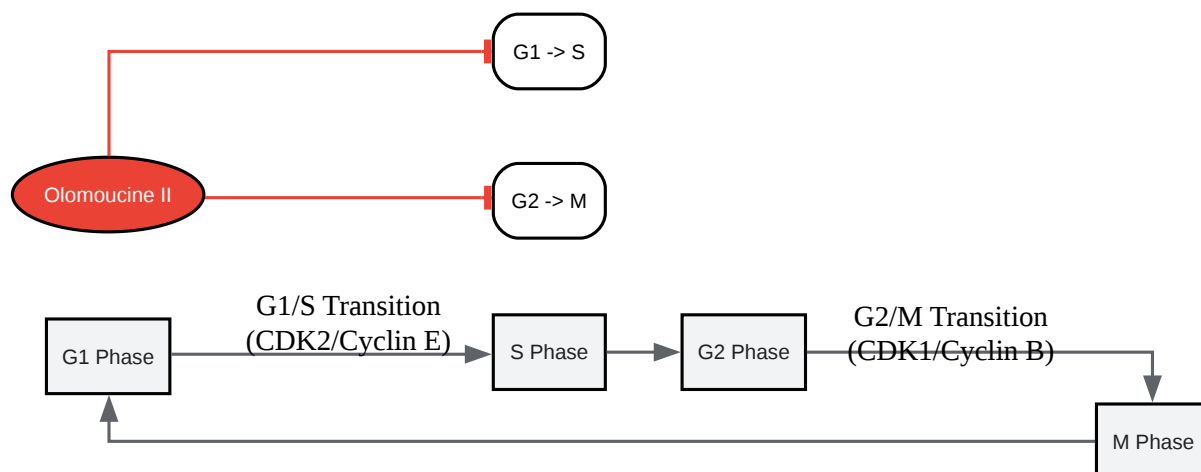 G1 -> S
Olomoucine II
G2 -> M
G1/S Transition
(CDK2/Cyclin E)
G2/M Transition
(CDK1/Cyclin B)
G1 Phase
S Phase
G2 Phase
M Phase